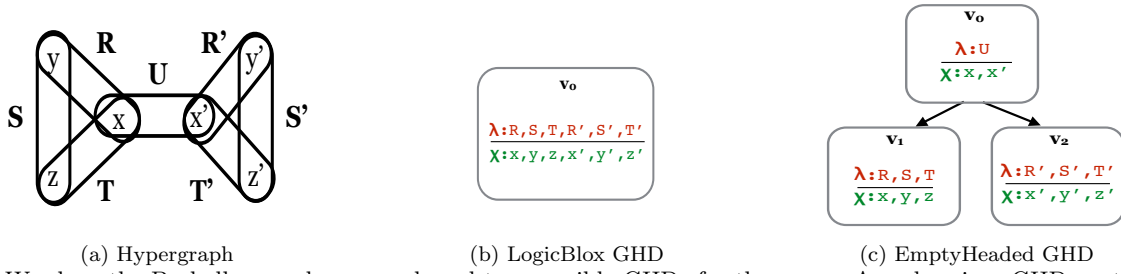 R
R'
y
y'
U
S
x
x'
S'
z
z'
T
T'
(a) Hypergraph
v₀
λ:R,S,T,R',S',T'
χ:x,y,z,x',y',z'
(b) LogicBlox GHD
v₀
λ:U
χ:x,x'
v₁
λ:R,S,T
χ:x,y,z
v₂
λ:R',S',T'
χ:x',y',z'
(c) EmptyHeaded GHD